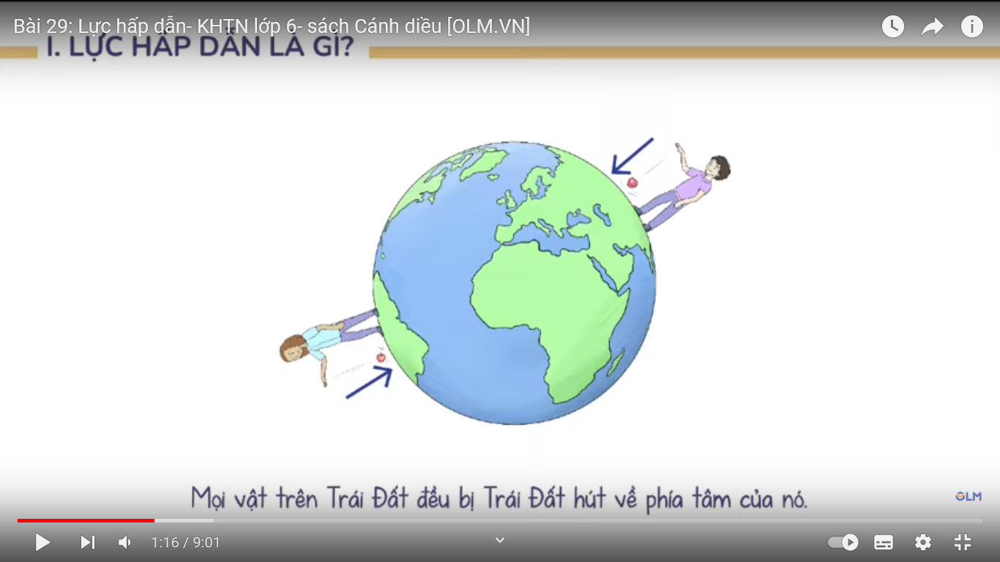 Bài 29: Lực hấp dẫn- KHTN lớp 6- sách Cánh diều [OLM.VN]
I. LỰC HẤP DẪN LÀ GÌ?
Mọi vật trên Trái Đất đều bị Trái Đất hút về phía tâm của nó.
OLM
1:16 / 9:01